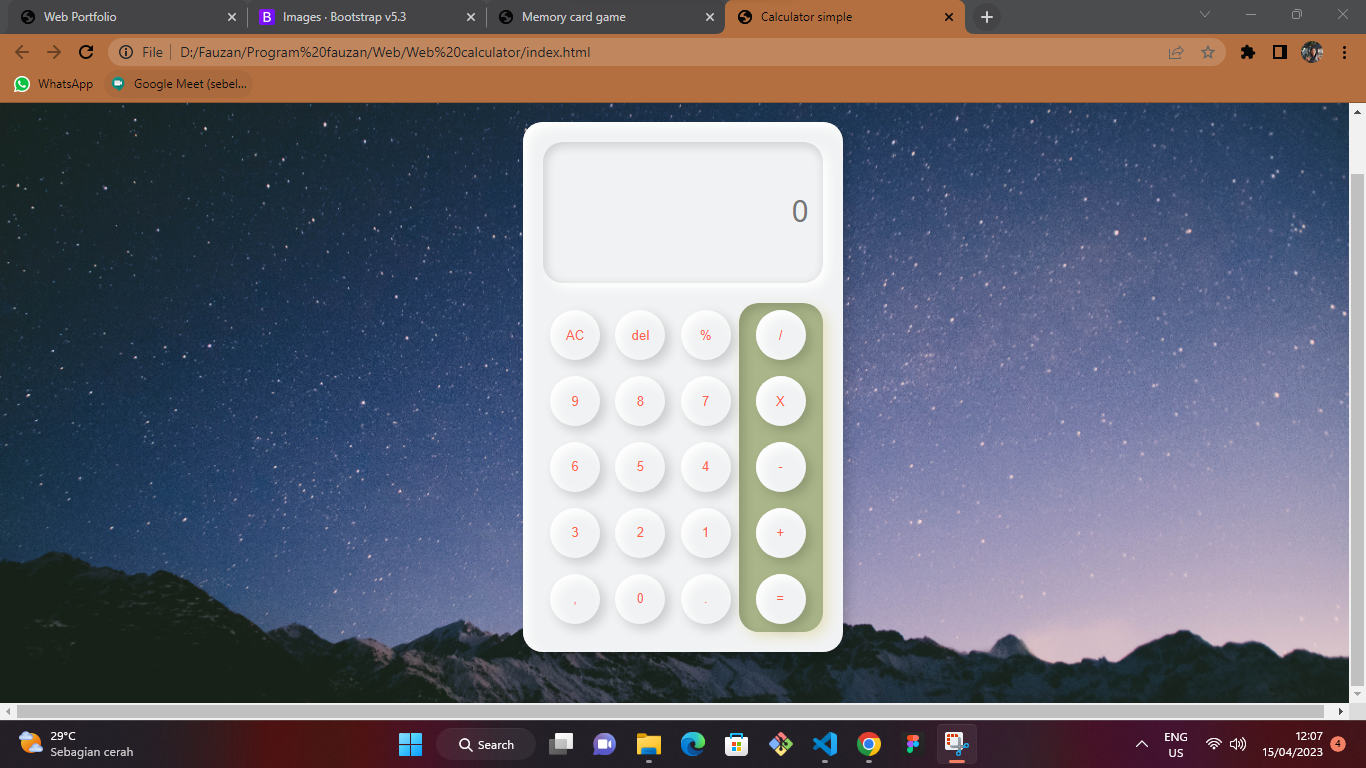 Web Portfolio
Images · Bootstrap v5.3
Memory card game
Calculator simple
File
D:/Fauzan/Program%20fauzan/Web/Web%20calculator/index.html
WhatsApp
Google Meet (sebel...
0
AC del % /
9 8 7 X
6 5 4 -
3 2 1 +
, 0 . =
29°C
Sebagian cerah
Search
ENG
US
12:07
15/04/2023
4